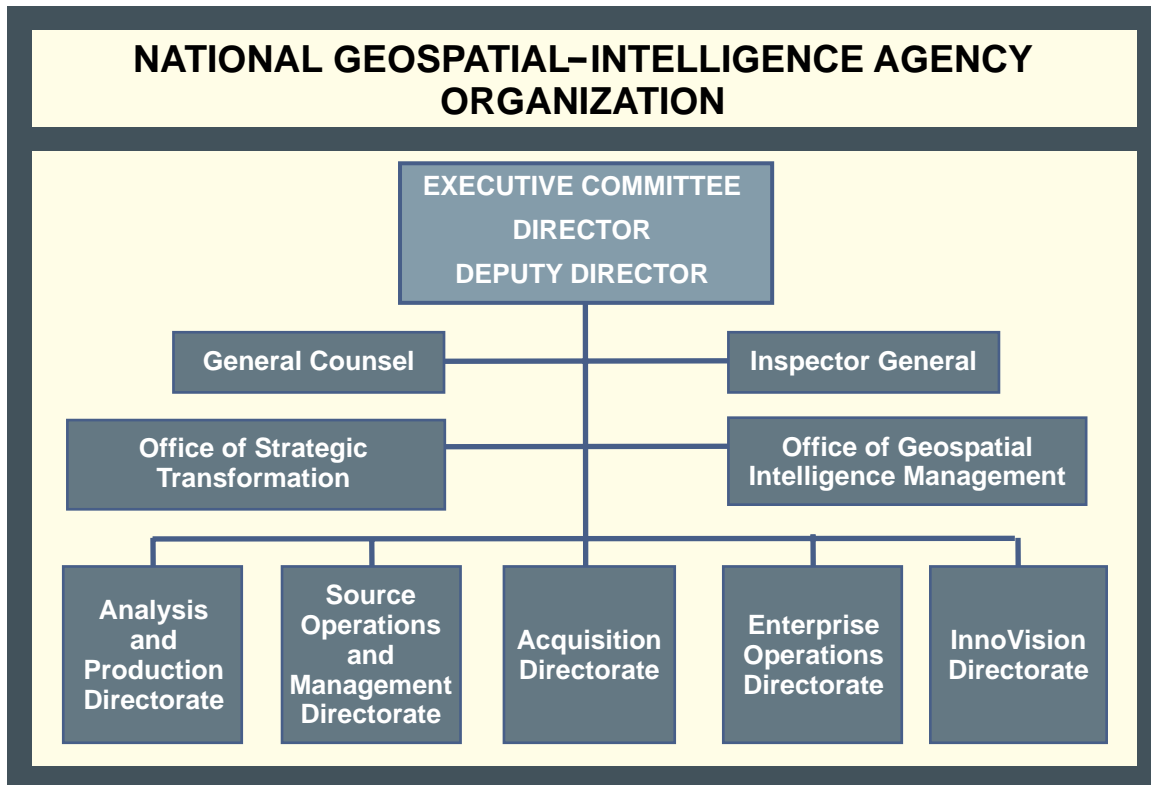 NATIONAL GEOSPATIAL–INTELLIGENCE AGENCY
ORGANIZATION
EXECUTIVE COMMITTEE
DIRECTOR
DEPUTY DIRECTOR
General Counsel
Inspector General
Office of Strategic
Transformation
Office of Geospatial
Intelligence Management
Analysis
and
Production
Directorate
Source
Operations
and
Management
Directorate
Acquisition
Directorate
Enterprise
Operations
Directorate
InnoVision
Directorate